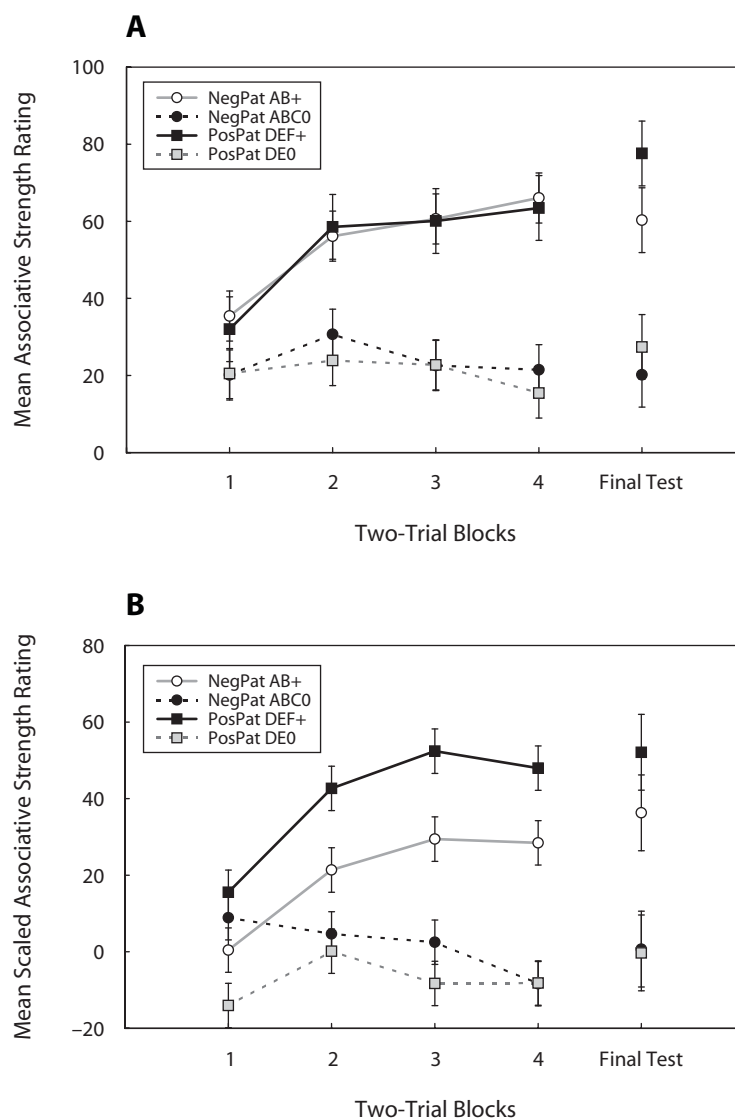 A
Mean Associative Strength Rating
100
80
60
40
20
0
NegPat AB+
NegPat ABC0
PosPat DEF+
PosPat DE0
1 2 3 4 Final Test
Two-Trial Blocks
B
Mean Scaled Associative Strength Rating
80
60
40
20
0
–20
NegPat AB+
NegPat ABC0
PosPat DEF+
PosPat DE0
1 2 3 4 Final Test
Two-Trial Blocks